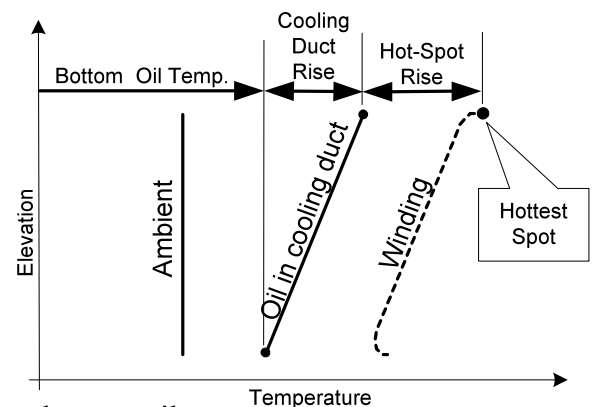 Cooling
Duct
Rise
Hot-Spot
Rise
Bottom Oil Temp.
Elevation
Ambient
Oil in cooling duct
Winding
Hottest
Spot
Temperature